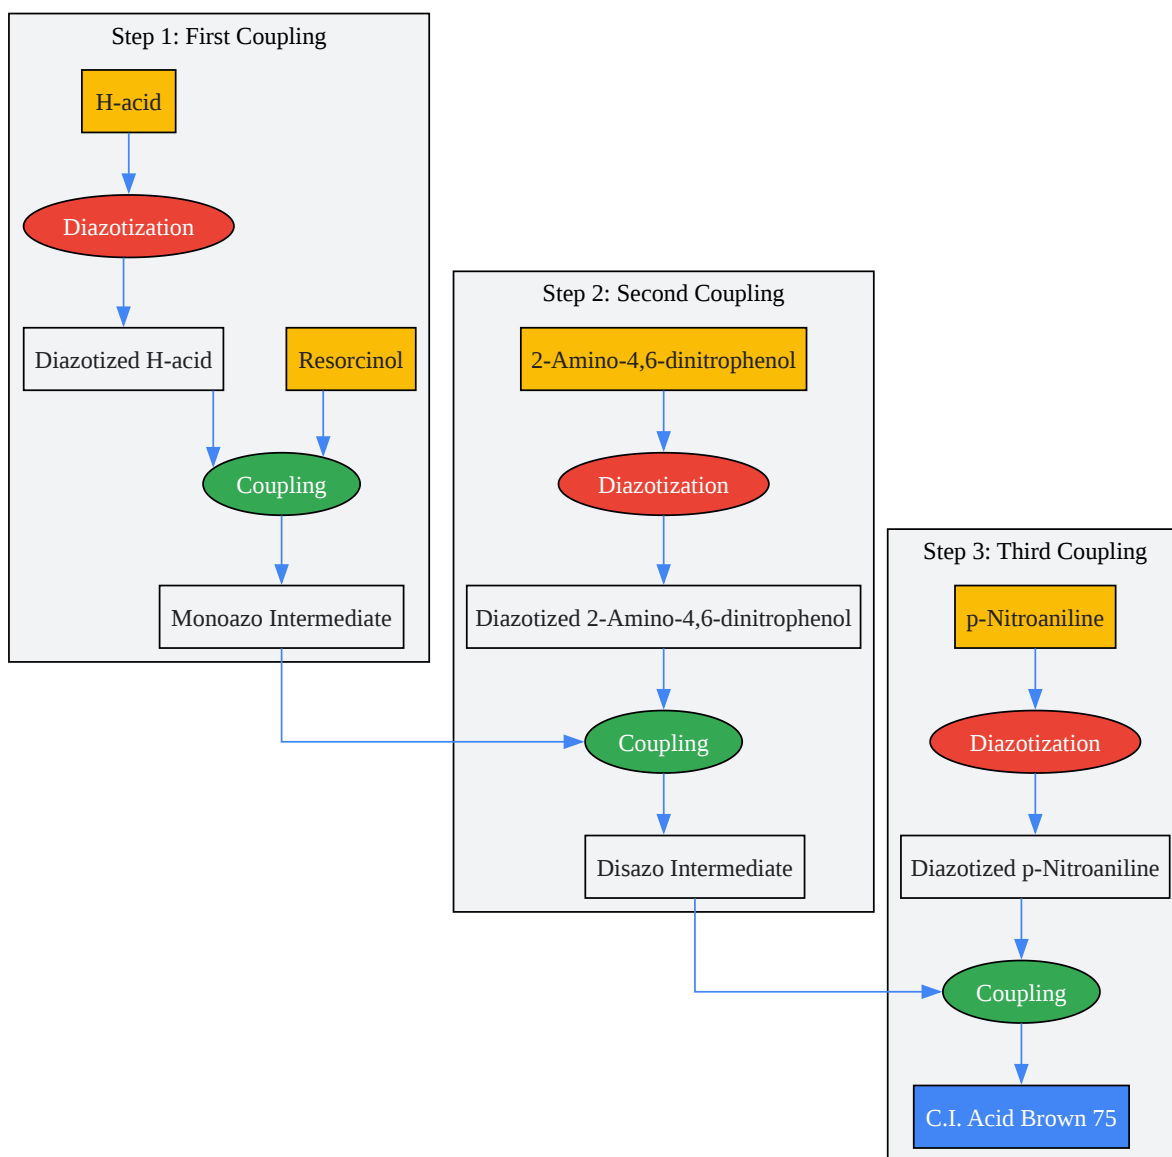 Step 1: First Coupling
H-acid
Diazotization
Diazotized H-acid
Resorcinol
Coupling
Monoazo Intermediate
Step 2: Second Coupling
2-Amino-4,6-dinitrophenol
Diazotization
Diazotized 2-Amino-4,6-dinitrophenol
Coupling
Disazo Intermediate
Step 3: Third Coupling
p-Nitroaniline
Diazotization
Diazotized p-Nitroaniline
Coupling
C.I. Acid Brown 75